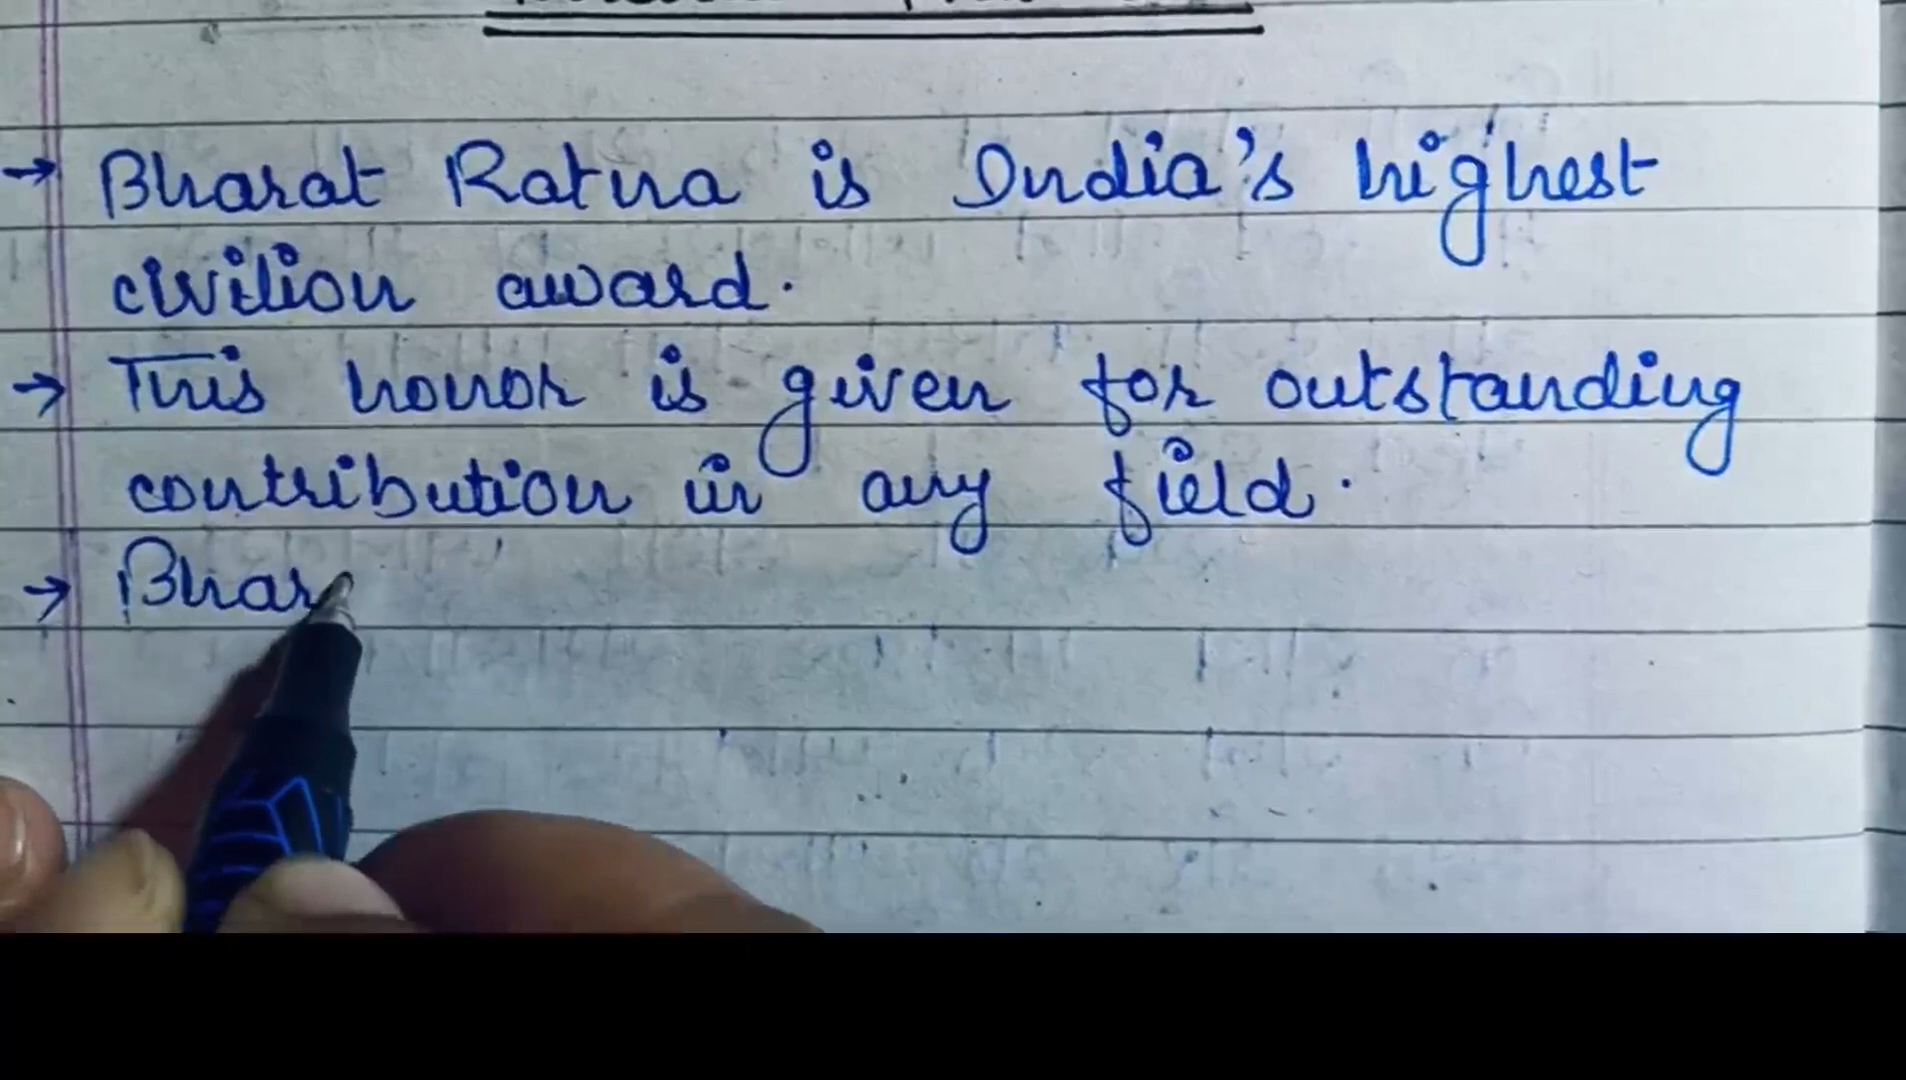 → Bharat Ratna is India's highest
civilian award.
→ This honor is given for outstanding
contribution in any field.
→ Bhar